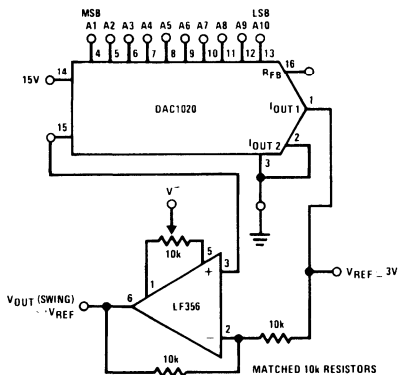 MSB LSB
A1 A2 A3 A4 A5 A6 A7 A8 A9 A10
4 5 6 7 8 9 10 11 12 13
15V 14
16
RFB
DAC1020
IOUT 1 1
15
IOUT 2 2
3
V–
10k
5
+ 3
1
VREF = 3V
VOUT (SWING) 6
VREF
LF356
– 2
10k
10k
MATCHED 10k RESISTORS